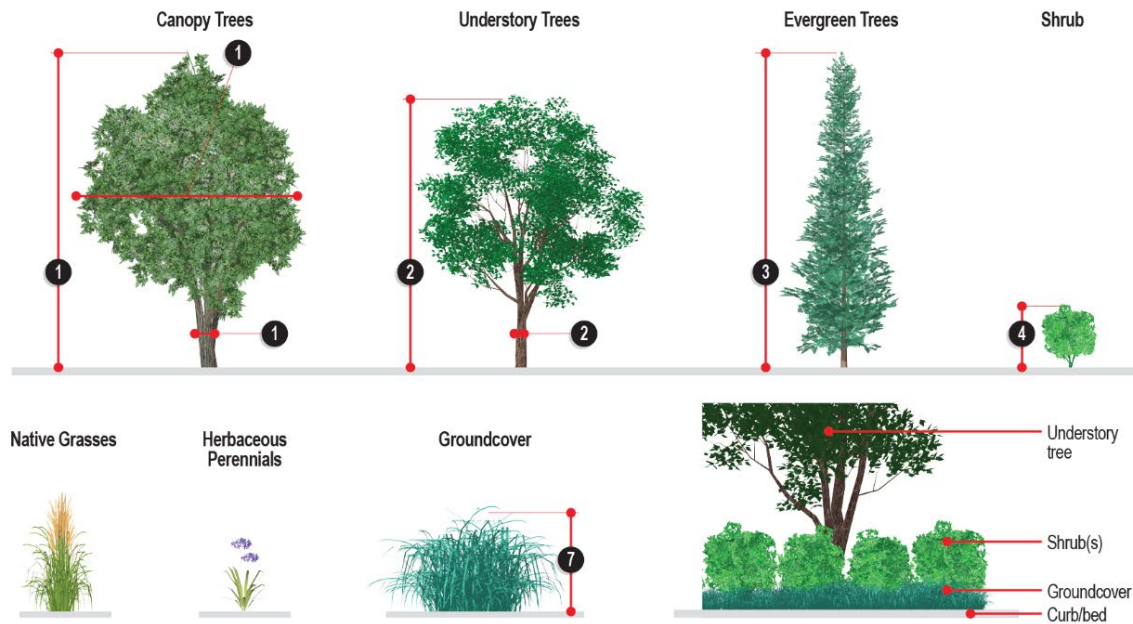 Canopy Trees
Understory Trees
Evergreen Trees
Shrub
1
1
2
3
4
1
2
Native Grasses
Herbaceous
Perennials
Groundcover
7
Understory
tree
Shrub(s)
Groundcover
Curb/bed